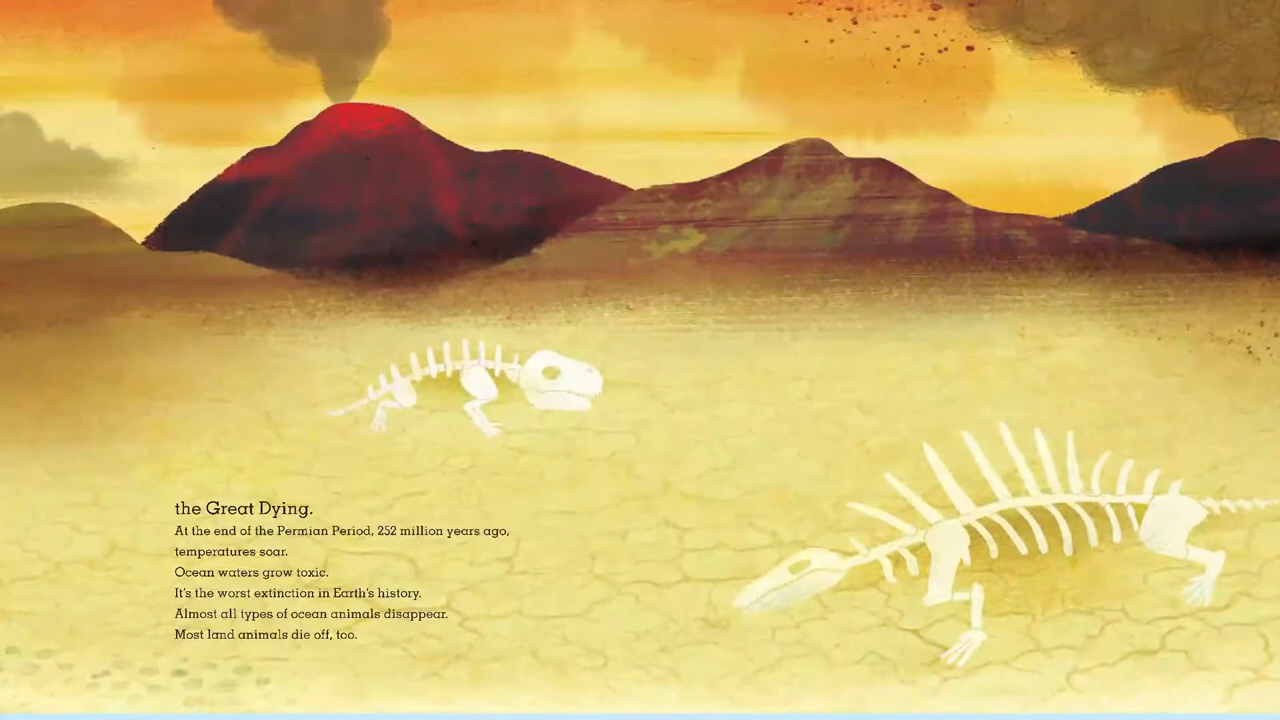 the Great Dying.
At the end of the Permian Period, 252 million years ago,
temperatures soar.
Ocean waters grow toxic.
It's the worst extinction in Earth's history.
Almost all types of ocean animals disappear.
Most land animals die off, too.